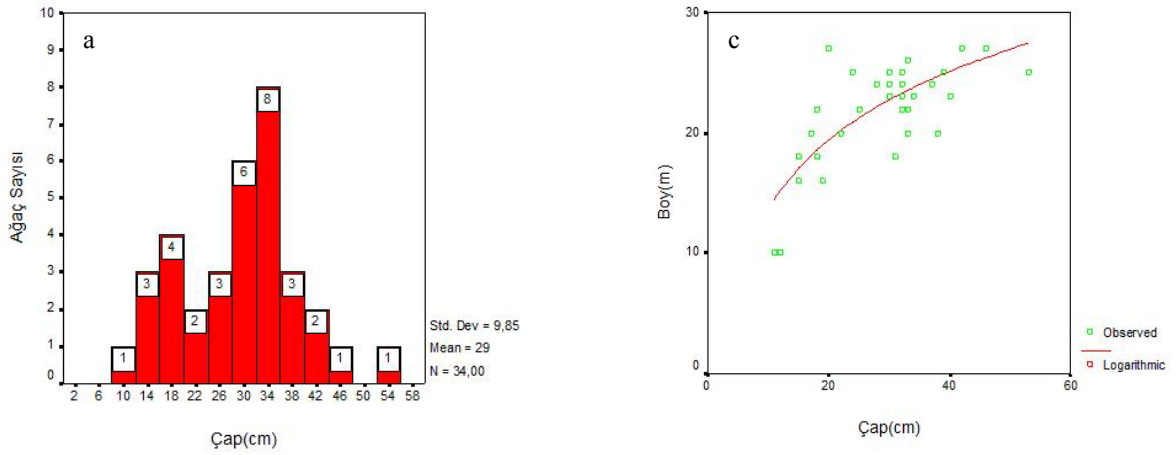 a
Ağaç Sayısı
10
9
8
7
6
5
4
3
2
1
0
1
3
4
2
3
6
8
3
2
1
1
2 6 10 14 18 22 26 30 34 38 42 46 50 54 58
Çap(cm)
Std. Dev = 9,85
Mean = 29
N = 34,00
c
Boy(m)
30
20
10
0
0 20 40 60
Çap(cm)
Observed
Logarithmic